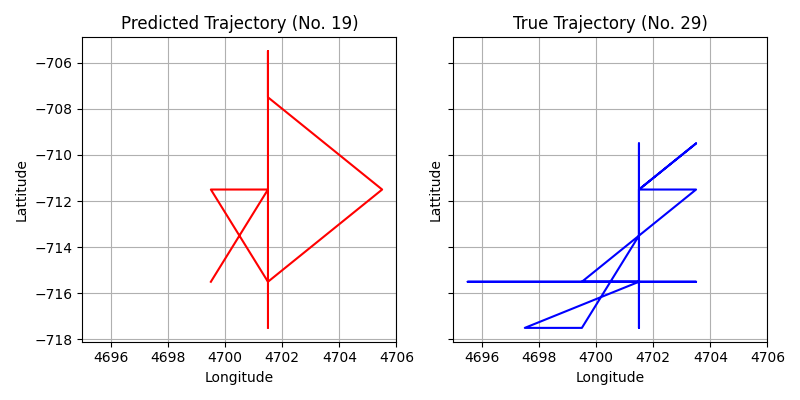 Predicted Trajectory (No. 19)
True Trajectory (No. 29)
Lattitude
−706
−708
−710
−712
−714
−716
−718
4696 4698 4700 4702 4704 4706
Longitude
Lattitude
4696 4698 4700 4702 4704 4706
Longitude